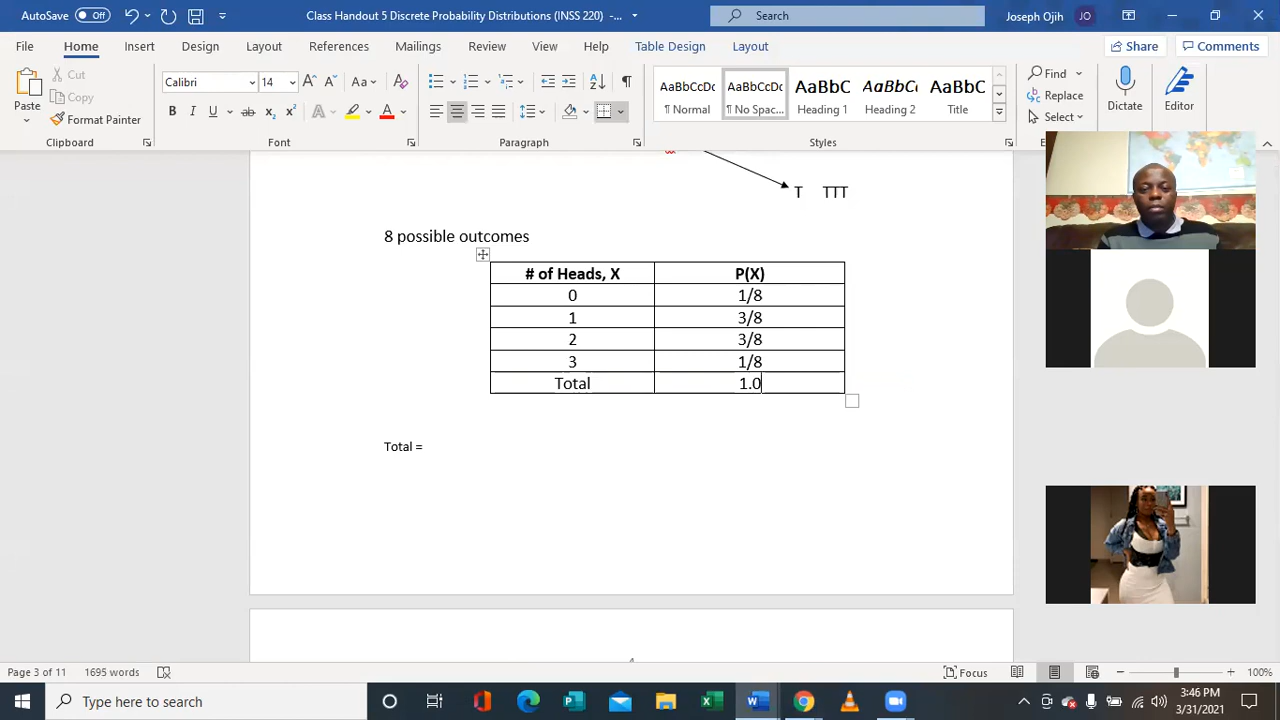 AutoSave Off Class Handout 5 Discrete Probability Distributions (INSS 220) -... Search Joseph Ojih JO
File Home Insert Design Layout References Mailings Review View Help Table Design Layout Share Comments
Paste Cut Copy Format Painter
Calibri 14
AaBbCcDc AaBbCcDc AaBbC AaBbCc AaBbC
¶ Normal ¶ No Spac... Heading 1 Heading 2 Title
Find Replace Select
Dictate Editor
Clipboard Font Paragraph Styles
T TTT
8 possible outcomes
# of Heads, X P(X)
0 1/8
1 3/8
2 3/8
3 1/8
Total 1.0
Total =
Page 3 of 11 1695 words Focus 100%
Type here to search
3:46 PM
3/31/2021